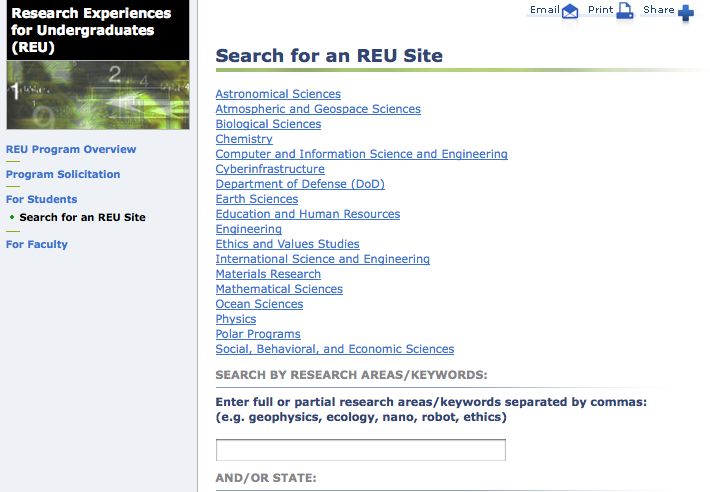 Research Experiences
for Undergraduates
(REU)
1 2 9
REU Program Overview
Program Solicitation
For Students
Search for an REU Site
For Faculty
Email Print Share
Search for an REU Site
Astronomical Sciences
Atmospheric and Geospace Sciences
Biological Sciences
Chemistry
Computer and Information Science and Engineering
Cyberinfrastructure
Department of Defense (DoD)
Earth Sciences
Education and Human Resources
Engineering
Ethics and Values Studies
International Science and Engineering
Materials Research
Mathematical Sciences
Ocean Sciences
Physics
Polar Programs
Social, Behavioral, and Economic Sciences
SEARCH BY RESEARCH AREAS/KEYWORDS:
Enter full or partial research areas/keywords separated by commas:
(e.g. geophysics, ecology, nano, robot, ethics)
AND/OR STATE: